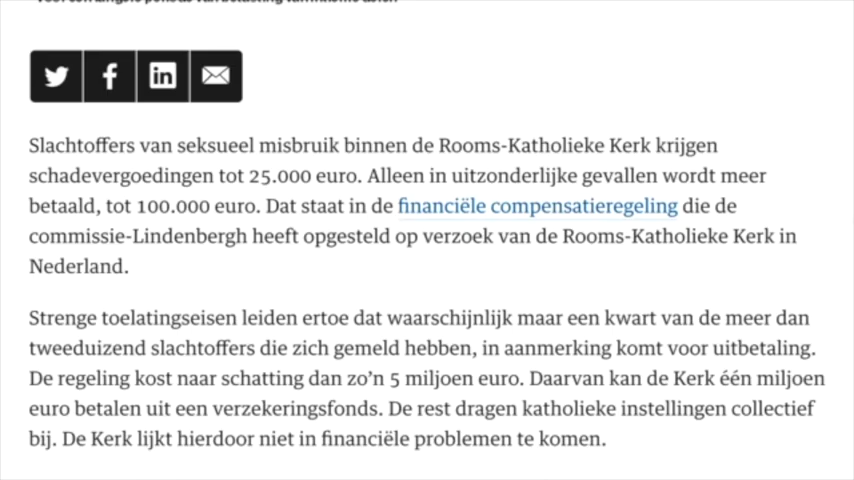 Slachtoffers van seksueel misbruik binnen de Rooms-Katholieke Kerk krijgen
schadevergoedingen tot 25.000 euro. Alleen in uitzonderlijke gevallen wordt meer
betaald, tot 100.000 euro. Dat staat in de financiële compensatieregeling die de
commissie-Lindenbergh heeft opgesteld op verzoek van de Rooms-Katholieke Kerk in
Nederland.
Strenge toelatingseisen leiden ertoe dat waarschijnlijk maar een kwart van de meer dan
tweeduizend slachtoffers die zich gemeld hebben, in aanmerking komt voor uitbetaling.
De regeling kost naar schatting dan zo'n 5 miljoen euro. Daarvan kan de Kerk één miljoen
euro betalen uit een verzekeringsfonds. De rest dragen katholieke instellingen collectief
bij. De Kerk lijkt hierdoor niet in financiële problemen te komen.